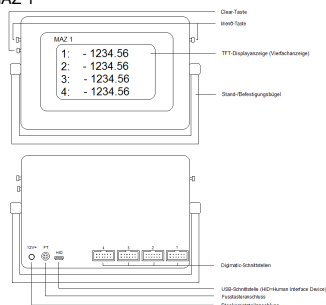 MAZ 1
Clear-Taste
Menü-Taste
MAZ 1
1: - 1234.56
2: - 1234.56
3: - 1234.56
4: - 1234.56
TFT-Displayanzeige (Vierfachanzeige)
Stand-/Befestigungsbügel
12V= FT HID 4 3 2 1
Digimatic-Schnittstellen
USB-Schnittstelle (HID=Human Interface Device)
Fusstasteranschluss